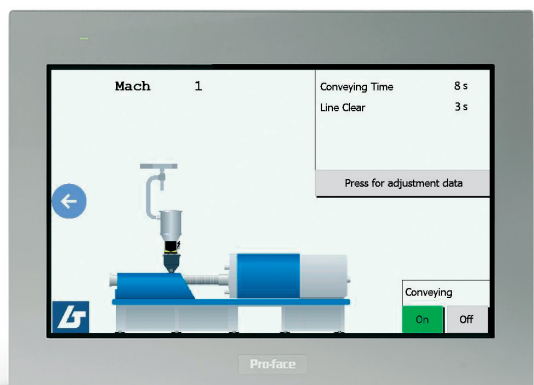 Mach 1
Conveying Time 8 s
Line Clear 3 s
Press for adjustment data
Conveying
On Off
Pro-face